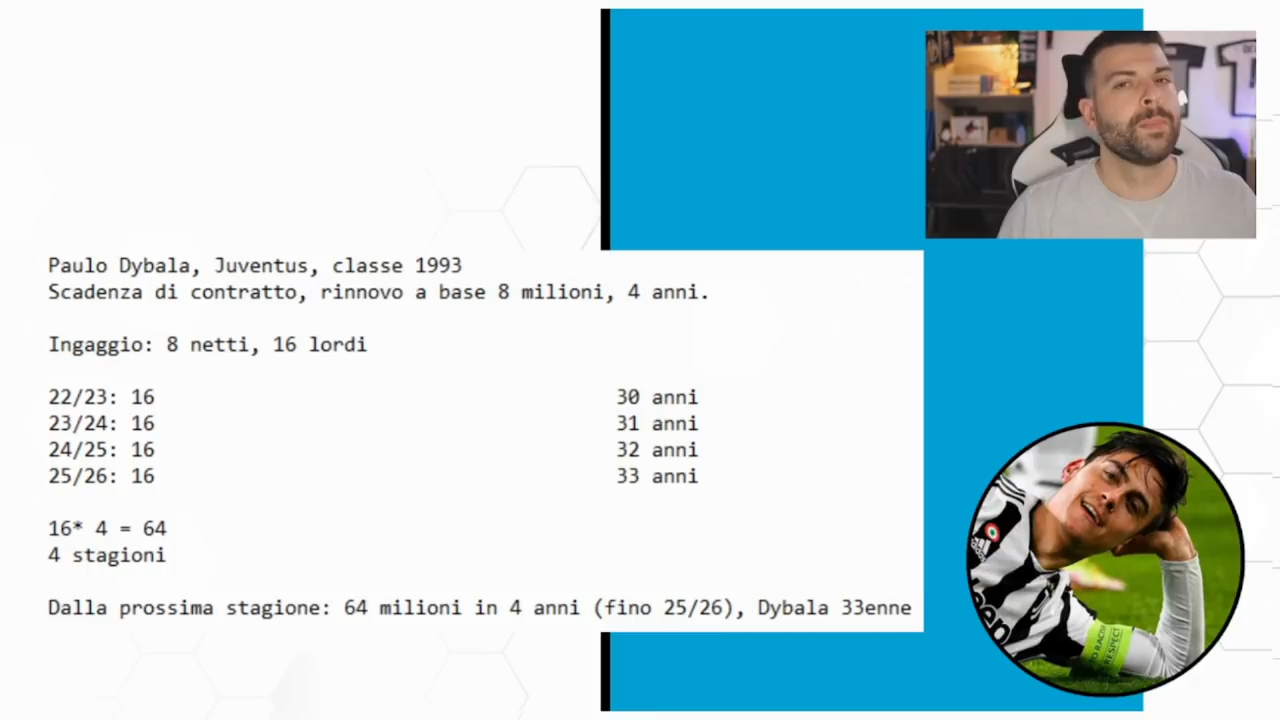 Paulo Dybala, Juventus, classe 1993
Scadenza di contratto, rinnovo a base 8 milioni, 4 anni.
Ingaggio: 8 netti, 16 lordi
22/23: 16 30 anni
23/24: 16 31 anni
24/25: 16 32 anni
25/26: 16 33 anni
16* 4 = 64
4 stagioni
Dalla prossima stagione: 64 milioni in 4 anni (fino 25/26), Dybala 33enne
RESPECT